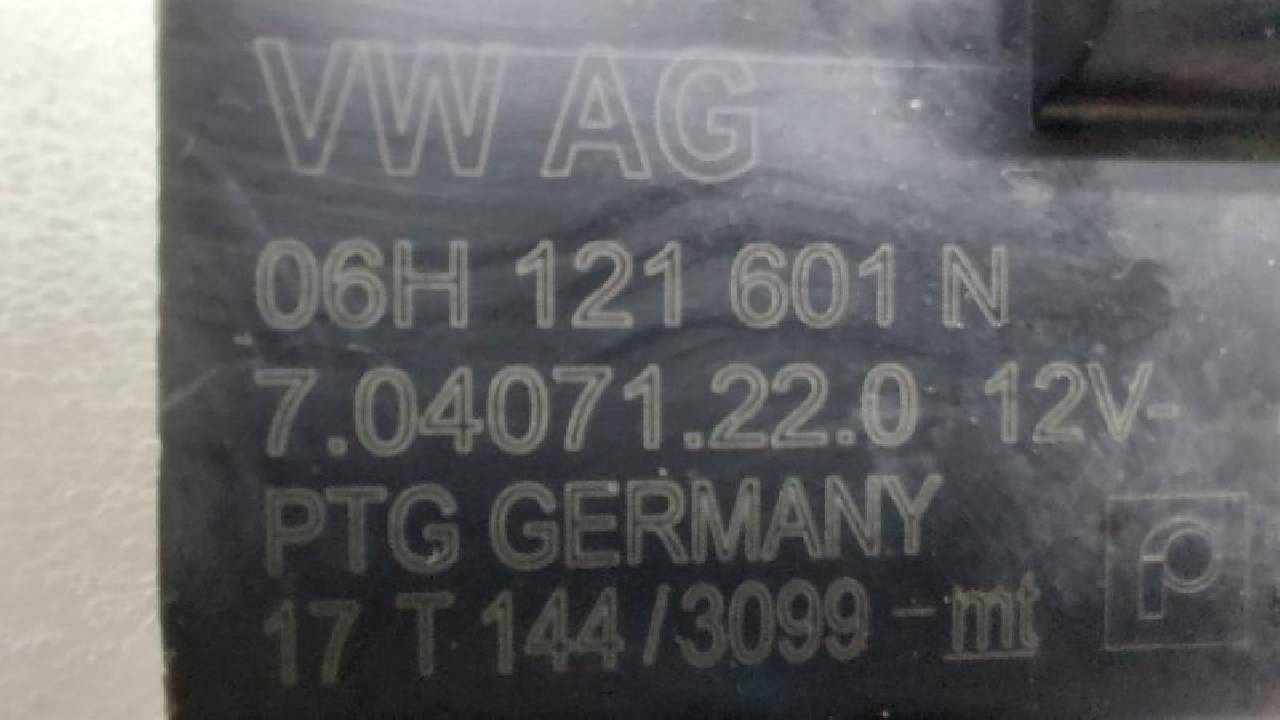 VW AG
06H 121 601 N
7.04071.22.0 12V-
PTG GERMANY
17 T 144/3099 - mt